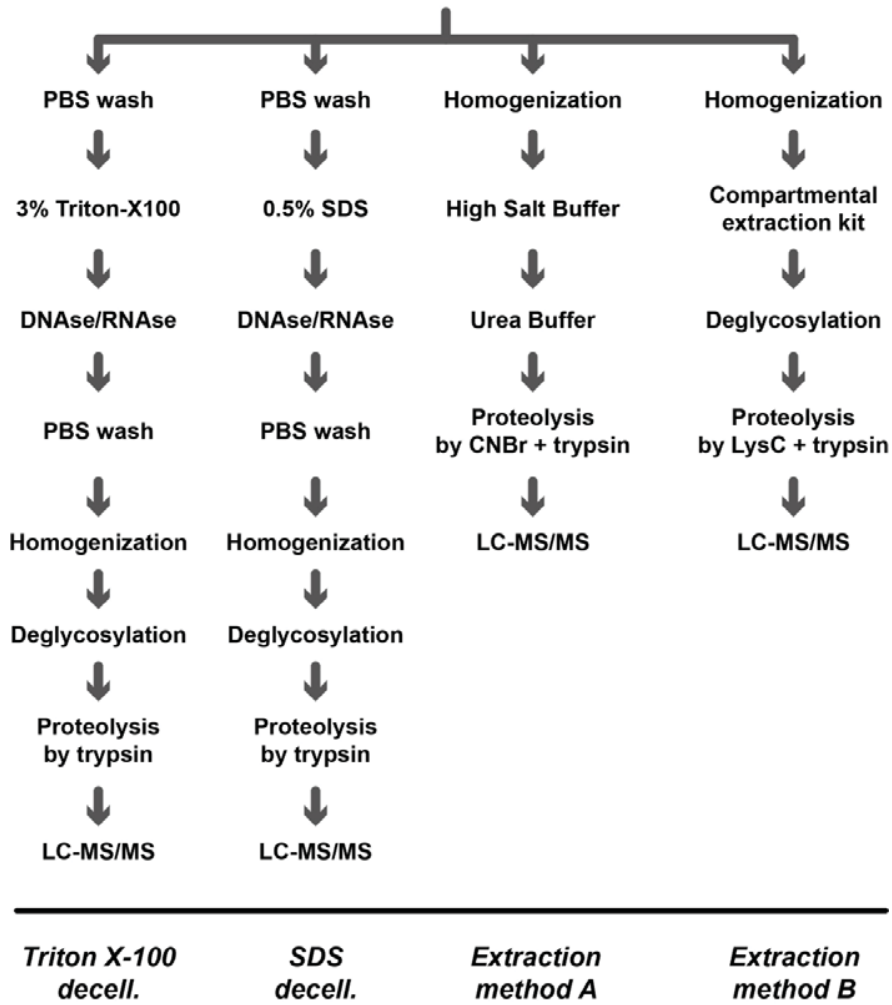 PBS wash
3% Triton-X100
DNAse/RNAse
PBS wash
Homogenization
Deglycosylation
Proteolysis
by trypsin
LC-MS/MS
Triton X-100
decell.
PBS wash
0.5% SDS
DNAse/RNAse
PBS wash
Homogenization
Deglycosylation
Proteolysis
by trypsin
LC-MS/MS
SDS
decell.
Homogenization
High Salt Buffer
Urea Buffer
Proteolysis
by CNBr + trypsin
LC-MS/MS
Extraction
method A
Homogenization
Compartmental
extraction kit
Deglycosylation
Proteolysis
by LysC + trypsin
LC-MS/MS
Extraction
method B